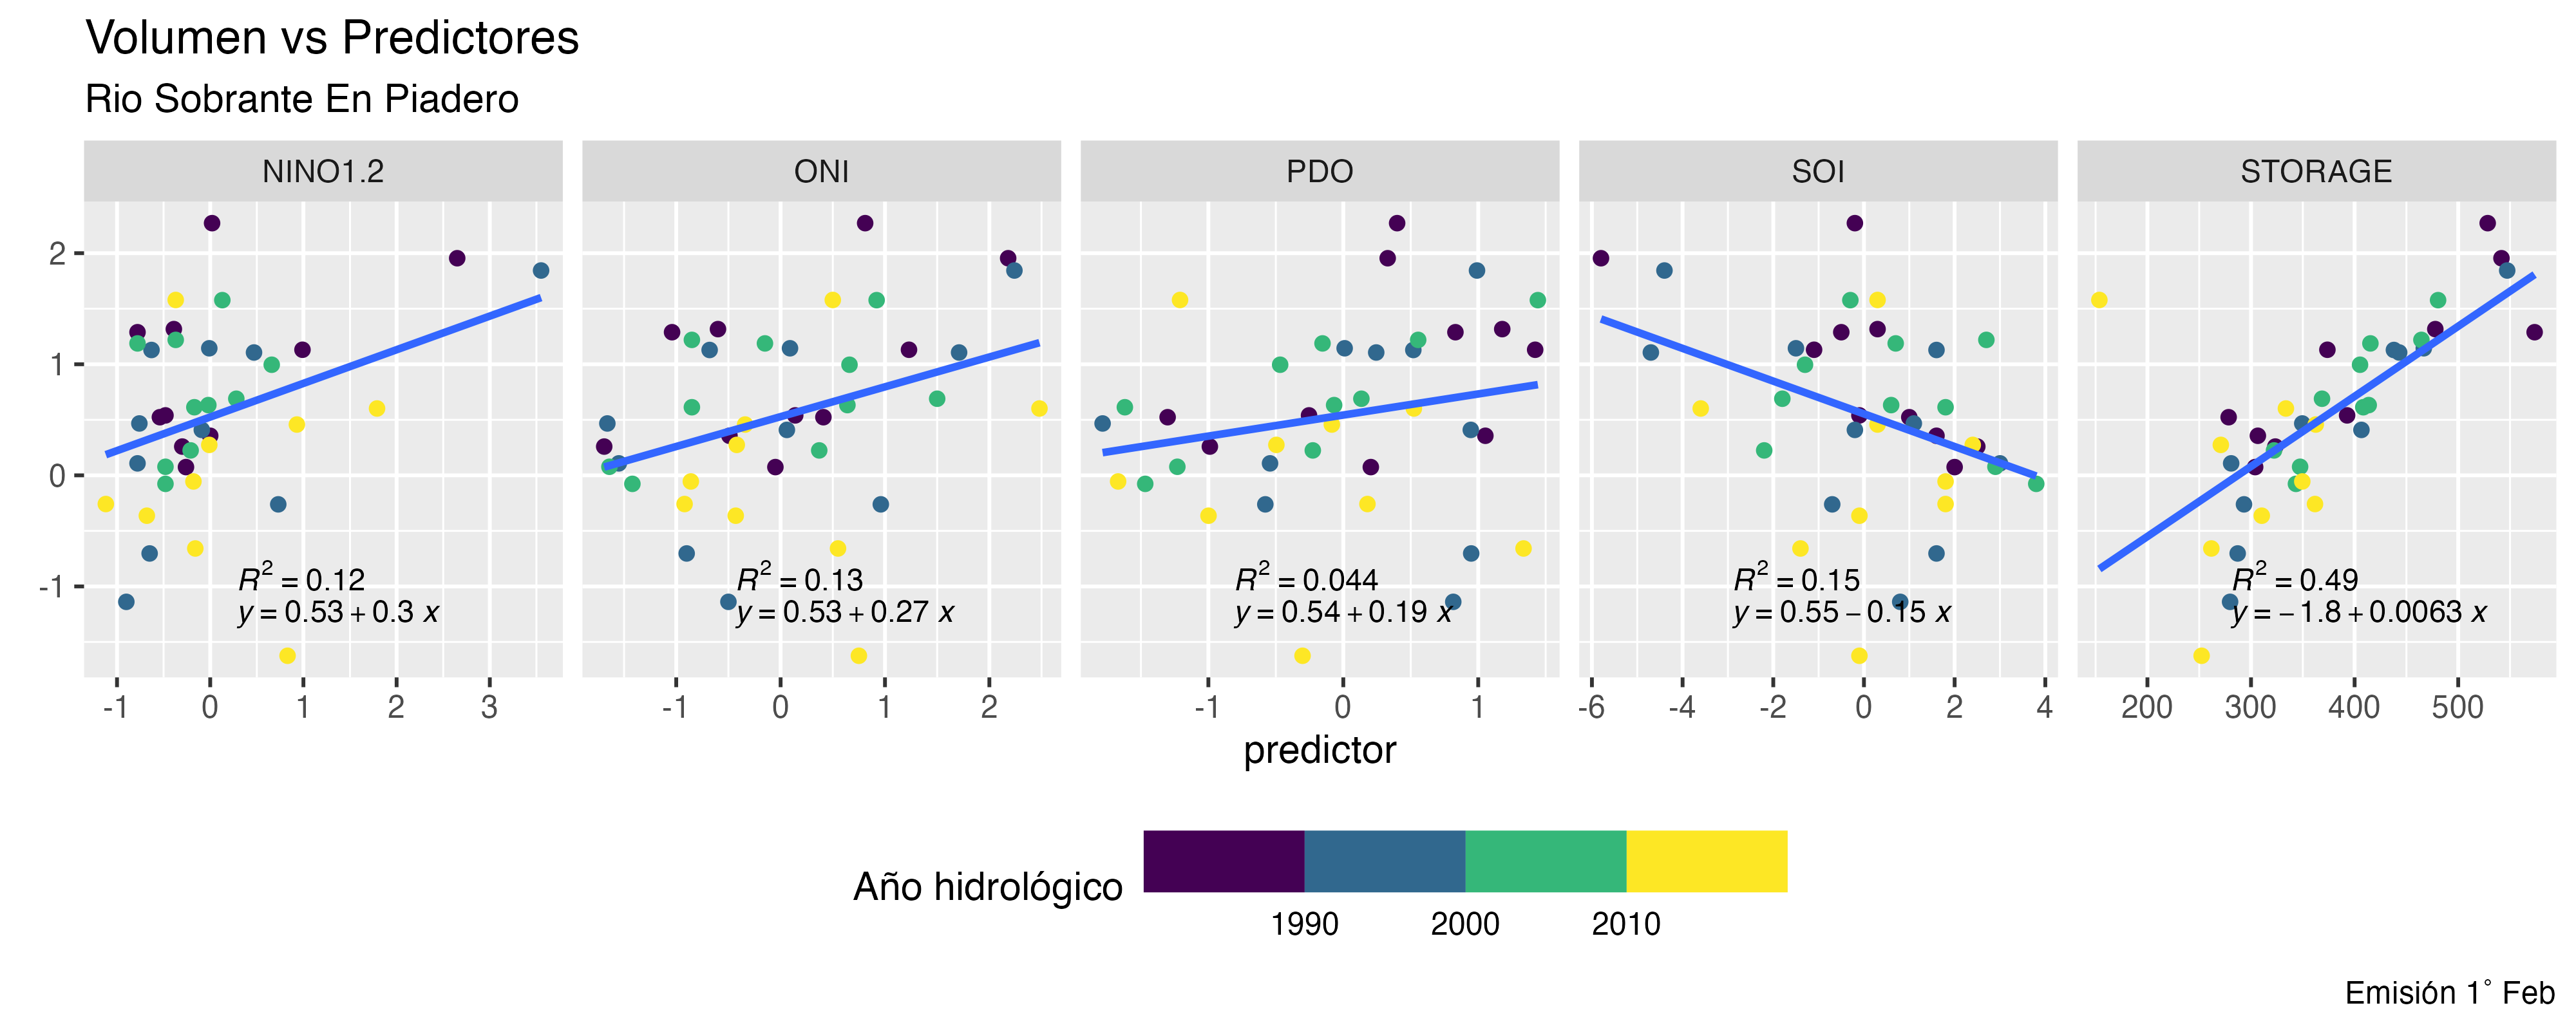 Volumen vs Predictores
Rio Sobrante En Piadero
NINO1.2 ONI PDO SOI STORAGE
2
1
0
-1
R² = 0.12
y = 0.53 + 0.3 x
R² = 0.13
y = 0.53 + 0.27 x
R² = 0.044
y = 0.54 + 0.19 x
R² = 0.15
y = 0.55 − 0.15 x
R² = 0.49
y = − 1.8 + 0.0063 x
-1 0 1 2 3 -1 0 1 2 -1 0 1 -6 -4 -2 0 2 4 200 300 400 500
predictor
Año hidrológico
1990 2000 2010
Emisión 1° Feb